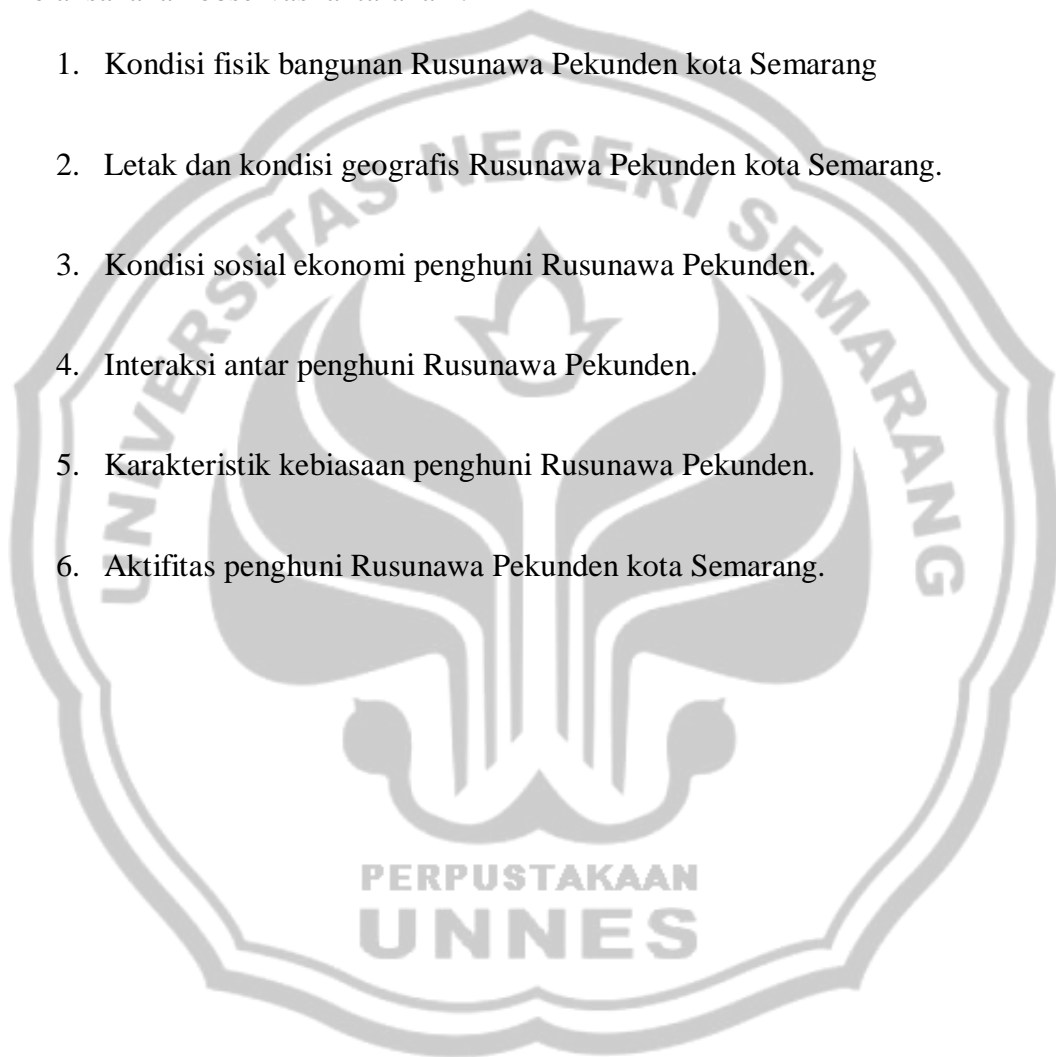 1. Kondisi fisik bangunan Rusunawa Pekunden kota Semarang
2. Letak dan kondisi geografis Rusunawa Pekunden kota Semarang.
3. Kondisi sosial ekonomi penghuni Rusunawa Pekunden.
4. Interaksi antar penghuni Rusunawa Pekunden.
5. Karakteristik kebiasaan penghuni Rusunawa Pekunden.
6. Aktifitas penghuni Rusunawa Pekunden kota Semarang.
UNIVERSITAS NEGERI SEMARANG
PERPUSTAKAAN
UNNES